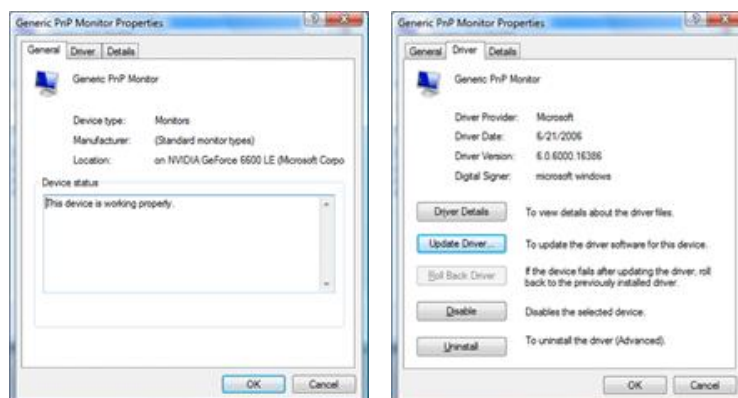 Generic PnP Monitor Properties
General Driver Details
Generic PnP Monitor
Device type: Monitors
Manufacturer: (Standard monitor types)
Location: on NVIDIA GeForce 6600 LE (Microsoft Corpo
Device status
This device is working properly.
OK Cancel
Generic PnP Monitor Properties
General Driver Details
Generic PnP Monitor
Driver Provider: Microsoft
Driver Date: 6/21/2006
Driver Version: 6.0.6000.16386
Digital Signer: microsoft windows
Driver Details To view details about the driver files.
Update Driver... To update the driver software for this device.
Roll Back Driver If the device fails after updating the driver, roll
back to the previously installed driver.
Disable Disables the selected device.
Uninstall To uninstall the driver (Advanced).
OK Cancel